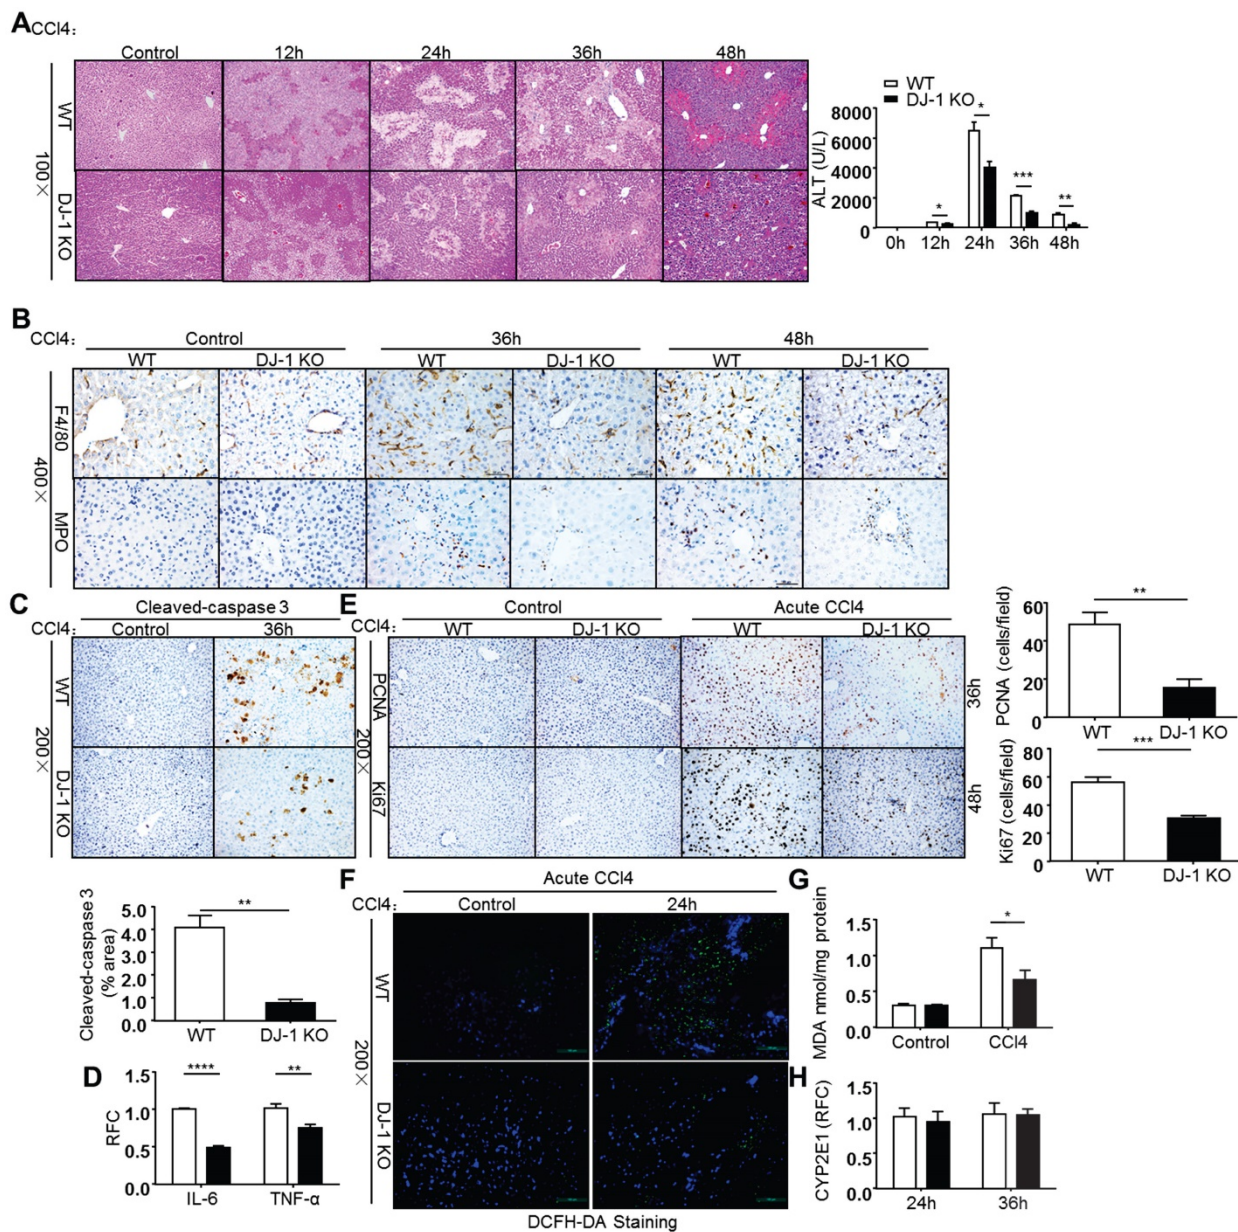 A
CCl4:
Control 12h 24h 36h 48h
WT
DJ-1 KO
100×
WT
DJ-1 KO
ALT (U/L)
8000
6000
4000
2000
0
* * *** **
0h 12h 24h 36h 48h
B
CCl4:
Control 36h 48h
WT DJ-1 KO WT DJ-1 KO WT DJ-1 KO
F4/80
MPO
400×
C
Cleaved-caspase 3
CCl4:
Control 36h
WT
DJ-1 KO
200×
Cleaved-caspase 3
(% area)
5.0
4.0
3.0
2.0
1.0
0.0
**
WT DJ-1 KO
D
RFC
1.5
1.0
0.5
0.0
**** **
IL-6 TNF-α
E
Control Acute CCl4
CCl4:
WT DJ-1 KO WT DJ-1 KO
PCNA
Ki67
200×
36h
48h
PCNA (cells/field)
60
40
20
0
**
WT DJ-1 KO
Ki67 (cells/field)
80
60
40
20
0
***
WT DJ-1 KO
F
Acute CCl4
CCl4:
Control 24h
WT
DJ-1 KO
200×
DCFH-DA Staining
G
MDA nmol/mg protein
1.5
1.0
0.5
0.0
*
Control CCl4
H
CYP2E1 (RFC)
1.5
1.0
0.5
0.0
24h 36h